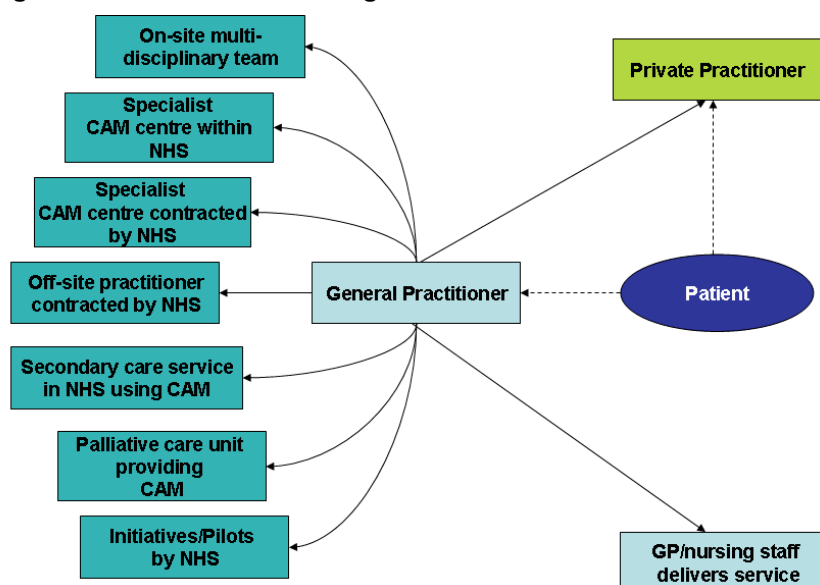 On-site multi-
disciplinary team
Private Practitioner
Specialist
CAM centre within
NHS
Specialist
CAM centre contracted
by NHS
Off-site practitioner
contracted by NHS
General Practitioner
Patient
Secondary care service
in NHS using CAM
Palliative care unit
providing
CAM
Initiatives/Pilots
by NHS
GP/nursing staff
delivers service